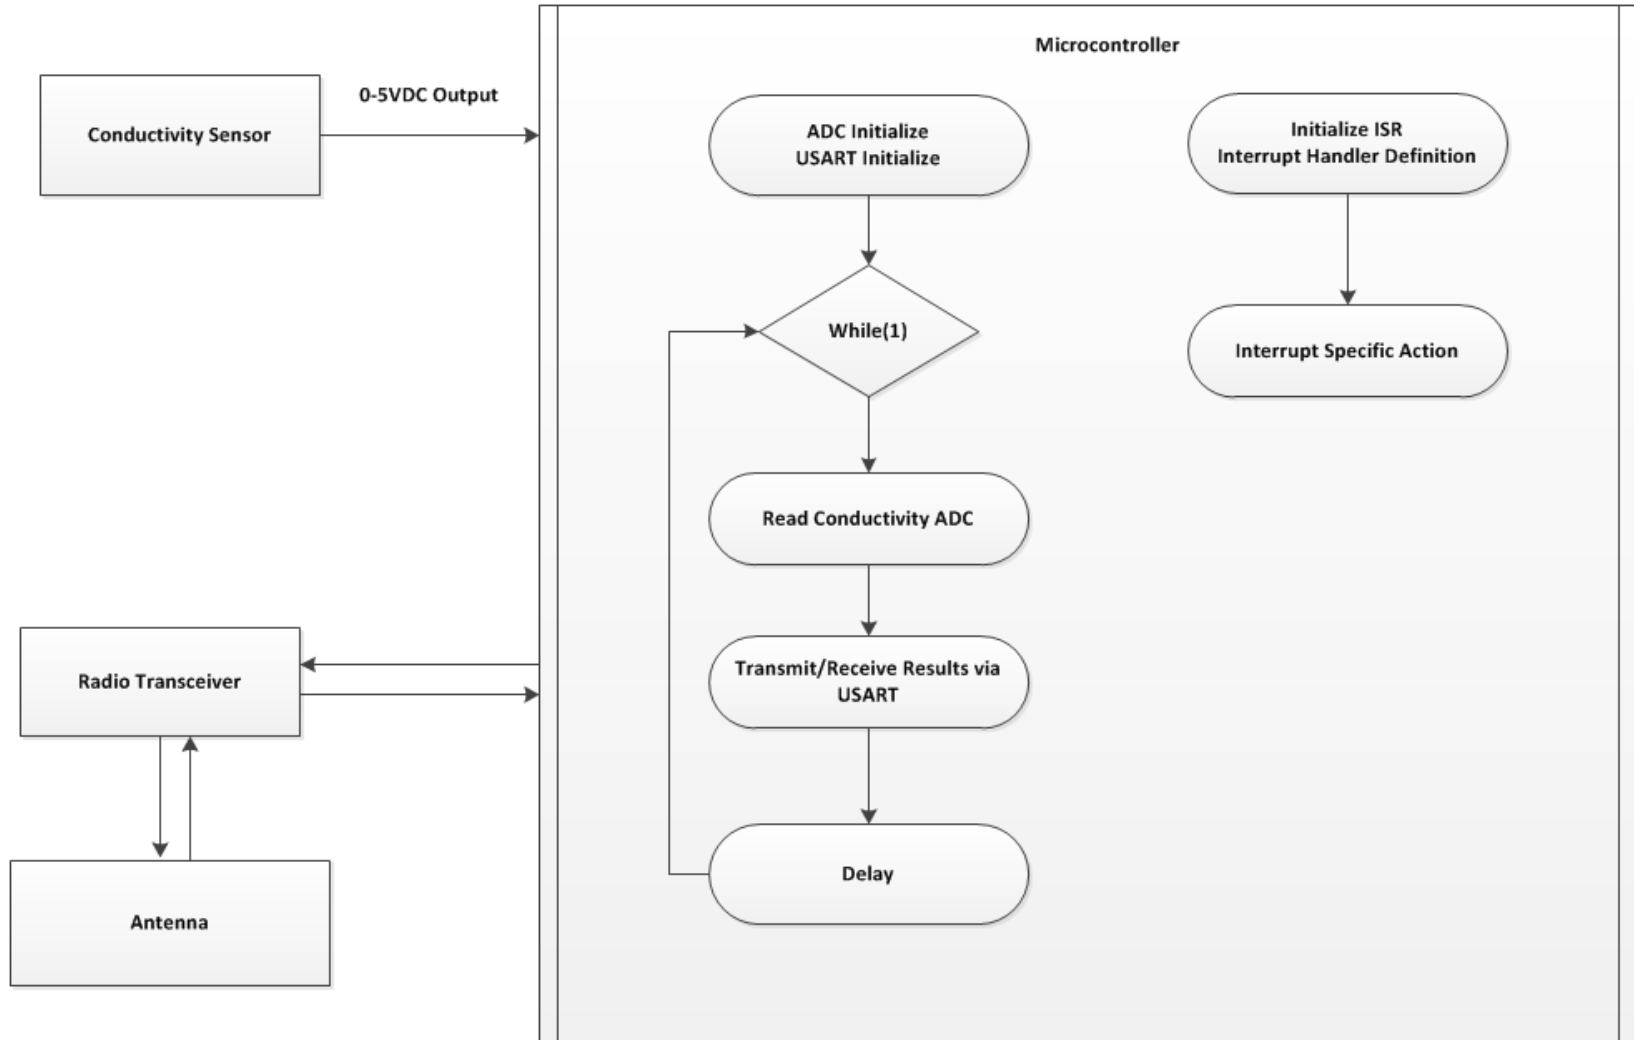 Microcontroller
0-5VDC Output
Conductivity Sensor
ADC Initialize
USART Initialize
Initialize ISR
Interrupt Handler Definition
While(1)
Interrupt Specific Action
Read Conductivity ADC
Transmit/Receive Results via
USART
Radio Transceiver
Delay
Antenna